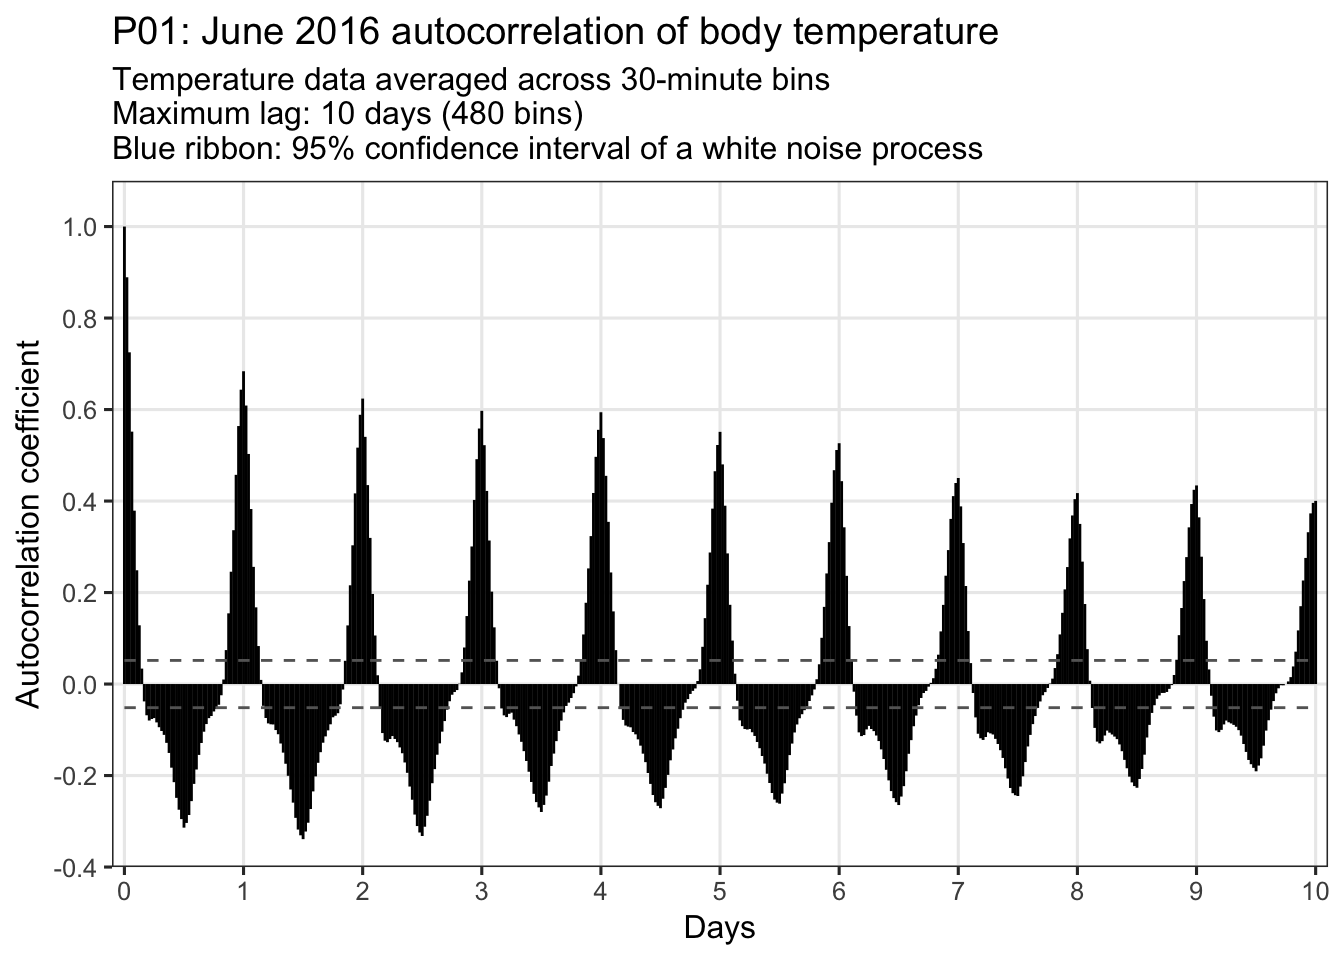 P01: June 2016 autocorrelation of body temperature
Temperature data averaged across 30-minute bins
Maximum lag: 10 days (480 bins)
Blue ribbon: 95% confidence interval of a white noise process
Autocorrelation coefficient
1.0
0.8
0.6
0.4
0.2
0.0
-0.2
-0.4
0 1 2 3 4 5 6 7 8 9 10
Days